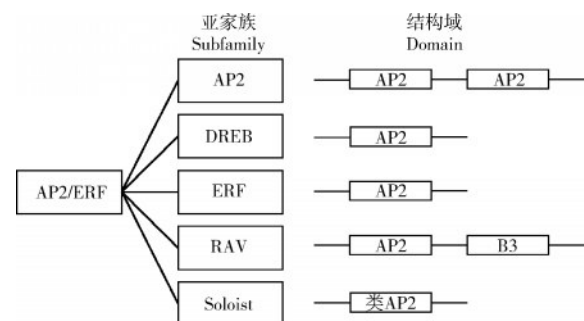 亚家族 结构域
Subfamily Domain
AP2 AP2 AP2
DREB AP2
AP2/ERF ERF AP2
RAV AP2 B3
Soloist 类AP2